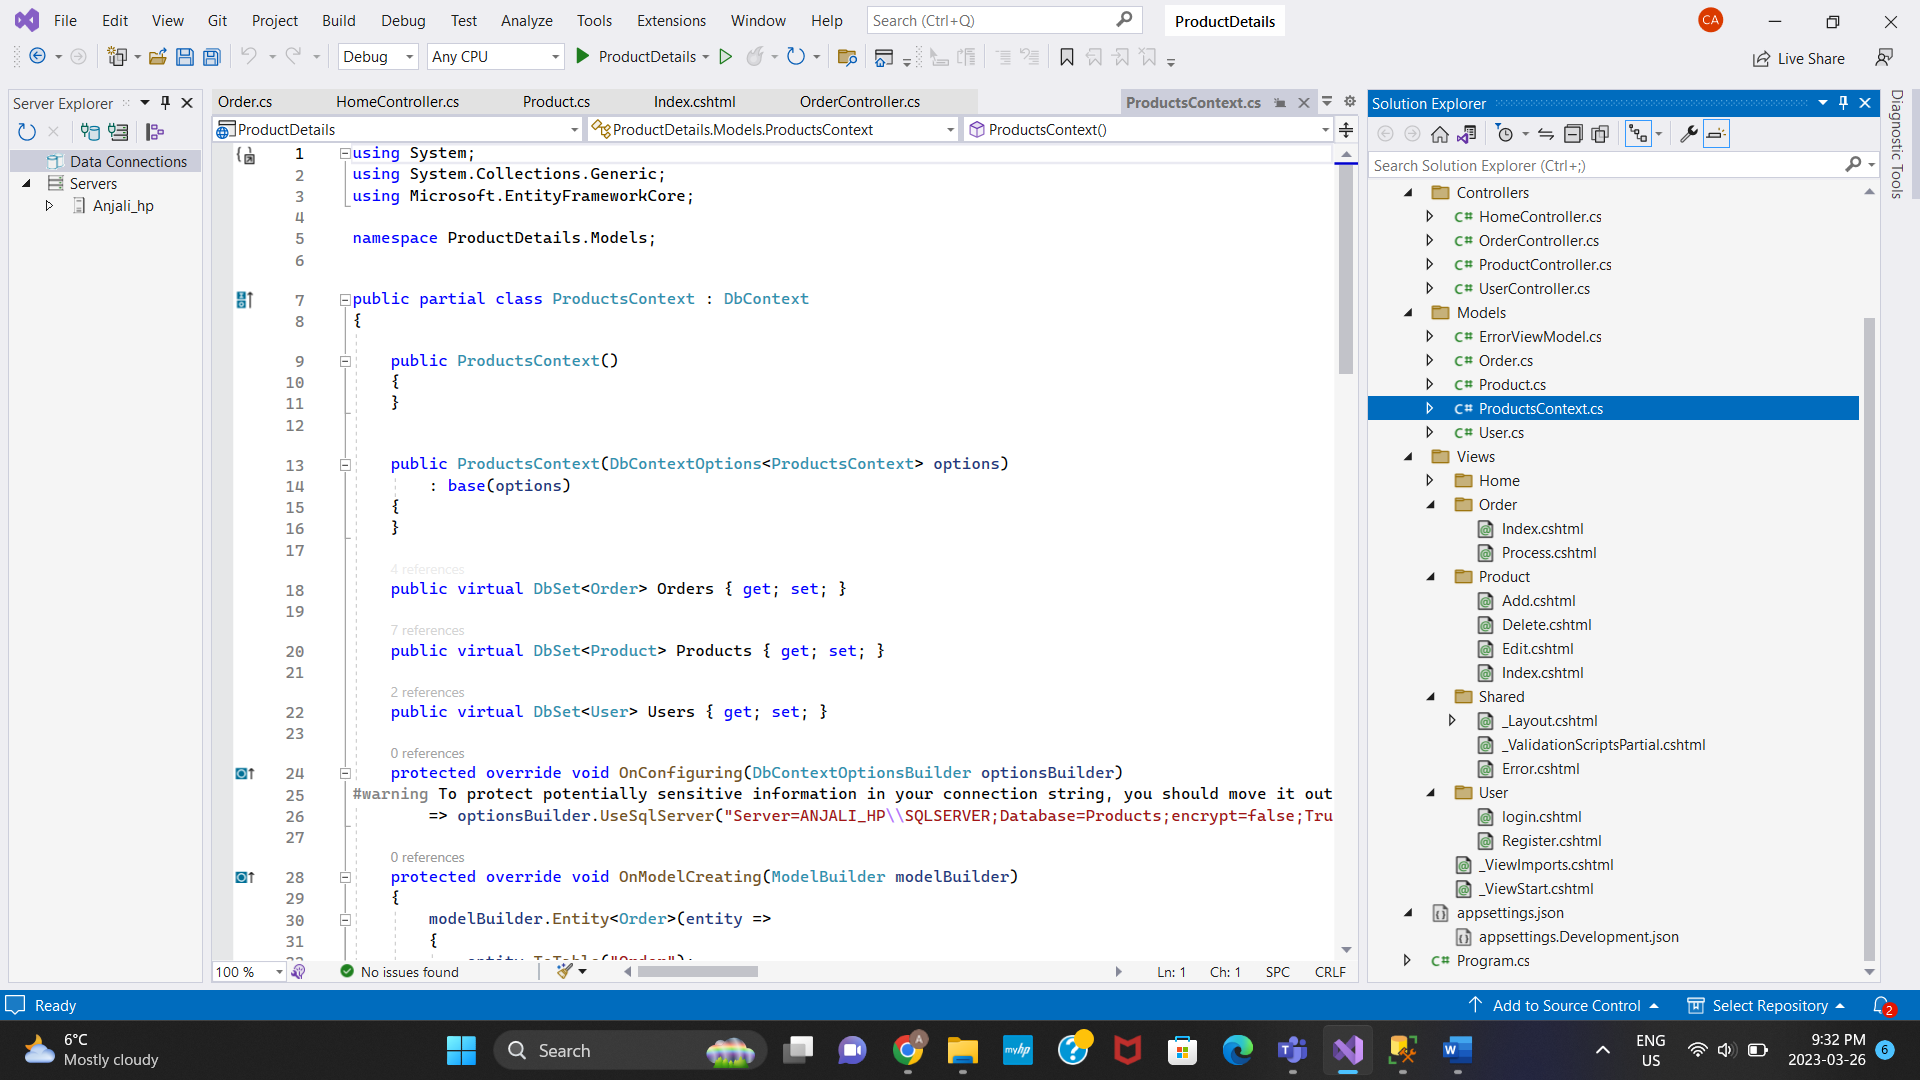 File Edit View Git Project Build Debug Test Analyze Tools Extensions Window Help Search (Ctrl+Q) ProductDetails CA
Debug Any CPU ProductDetails Live Share
Server Explorer
Data Connections
Servers
Anjali_hp
Order.cs HomeController.cs Product.cs Index.cshtml OrderController.cs ProductsContext.cs
ProductDetails ProductDetails.Models.ProductsContext ProductsContext()
1 using System;
2 using System.Collections.Generic;
3 using Microsoft.EntityFrameworkCore;
4
5 namespace ProductDetails.Models;
6
7 public partial class ProductsContext : DbContext
8 {
9 public ProductsContext()
10 {
11 }
12
13 public ProductsContext(DbContextOptions<ProductsContext> options)
14 : base(options)
15 {
16 }
17
4 references
18 public virtual DbSet<Order> Orders { get; set; }
19
7 references
20 public virtual DbSet<Product> Products { get; set; }
21
2 references
22 public virtual DbSet<User> Users { get; set; }
23
0 references
24 protected override void OnConfiguring(DbContextOptionsBuilder optionsBuilder)
25 #warning To protect potentially sensitive information in your connection string, you should move it out
26 => optionsBuilder.UseSqlServer("Server=ANJALI_HP\\SQLSERVER;Database=Products;encrypt=false;Tru
27
0 references
28 protected override void OnModelCreating(ModelBuilder modelBuilder)
29 {
30 modelBuilder.Entity<Order>(entity =>
31 {
100 % No issues found Ln: 1 Ch: 1 SPC CRLF
Solution Explorer
Search Solution Explorer (Ctrl+;)
Controllers
C# HomeController.cs
C# OrderController.cs
C# ProductController.cs
C# UserController.cs
Models
C# ErrorViewModel.cs
C# Order.cs
C# Product.cs
C# ProductsContext.cs
C# User.cs
Views
Home
Order
Index.cshtml
Process.cshtml
Product
Add.cshtml
Delete.cshtml
Edit.cshtml
Index.cshtml
Shared
_Layout.cshtml
_ValidationScriptsPartial.cshtml
Error.cshtml
User
login.cshtml
Register.cshtml
_ViewImports.cshtml
_ViewStart.cshtml
appsettings.json
appsettings.Development.json
C# Program.cs
Diagnostic Tools
Ready Add to Source Control Select Repository 2
6°C
Mostly cloudy
Search
myhp
ENG
US
9:32 PM
2023-03-26
6